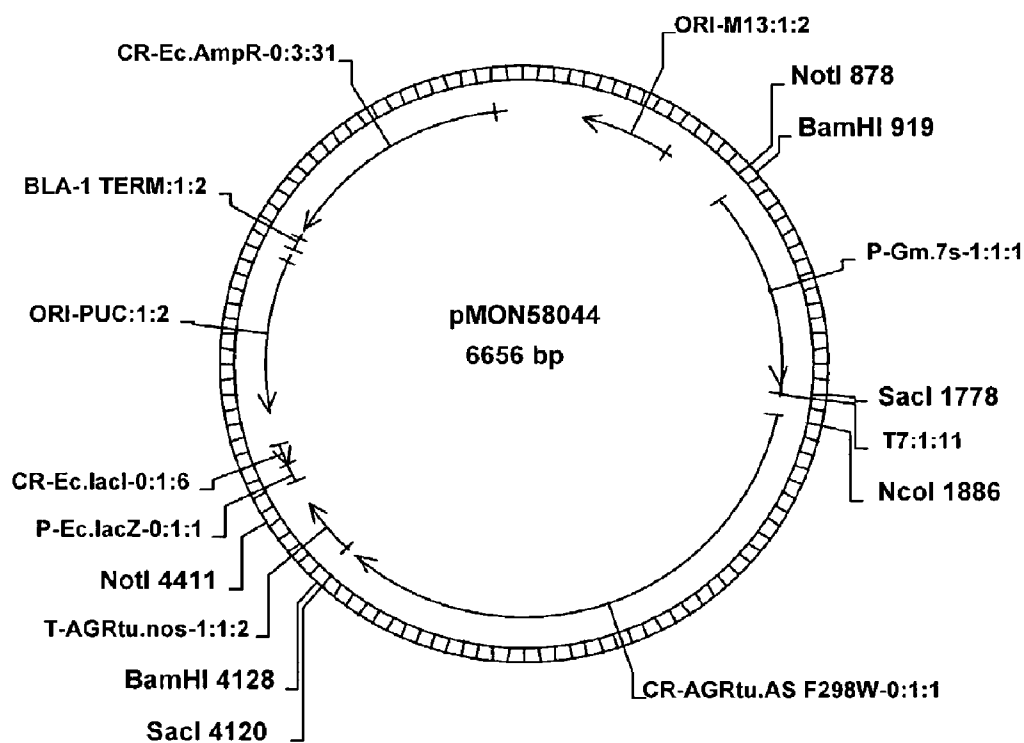 ORI-M13:1:2
CR-Ec.AmpR-0:3:31
NotI 878
BamHI 919
BLA-1 TERM:1:2
P-Gm.7s-1:1:1
ORI-PUC:1:2
pMON58044
6656 bp
SacI 1778
T7:1:11
CR-Ec.lacI-0:1:6
NcoI 1886
P-Ec.lacZ-0:1:1
NotI 4411
T-AGRtu.nos-1:1:2
BamHI 4128
CR-AGRtu.AS F298W-0:1:1
SacI 4120